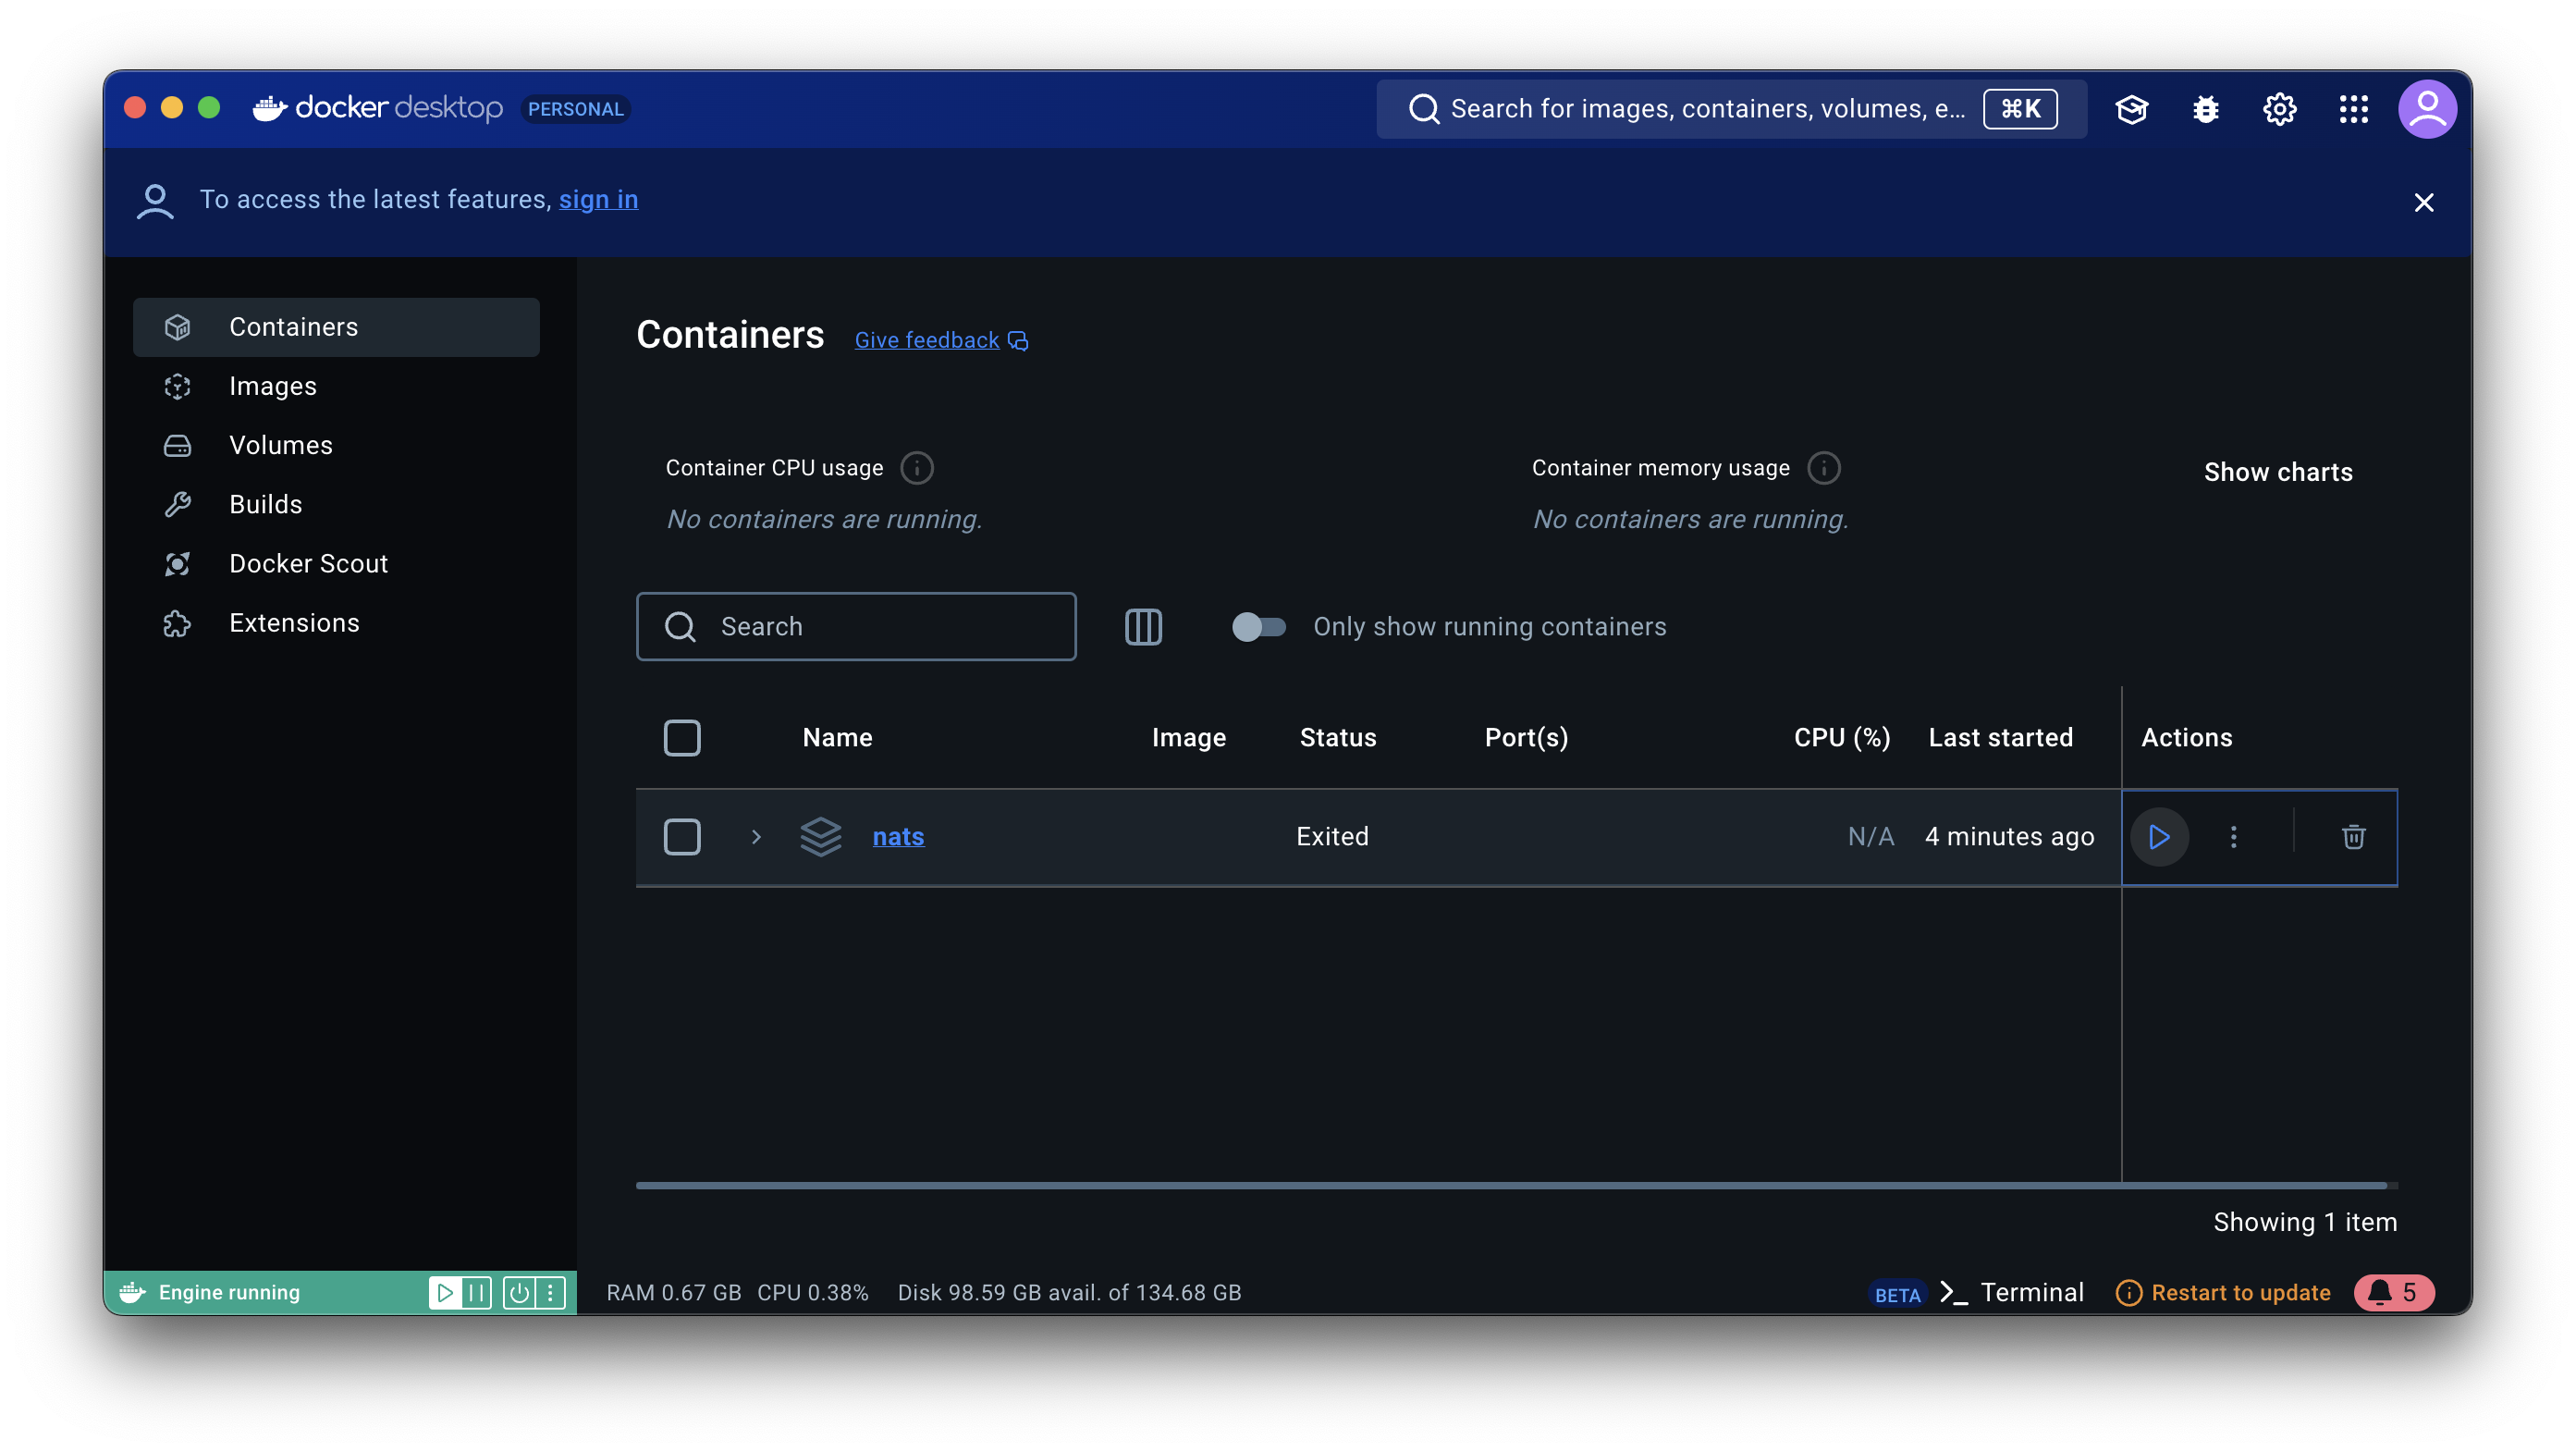 docker desktop PERSONAL
Search for images, containers, volumes, e... ⌘K
To access the latest features, sign in
Containers
Images
Volumes
Builds
Docker Scout
Extensions
Containers Give feedback
Container CPU usage
No containers are running.
Container memory usage
No containers are running.
Show charts
Search
Only show running containers
Name Image Status Port(s) CPU (%) Last started Actions
nats Exited N/A 4 minutes ago
Showing 1 item
Engine running
RAM 0.67 GB CPU 0.38% Disk 98.59 GB avail. of 134.68 GB
BETA Terminal Restart to update 5